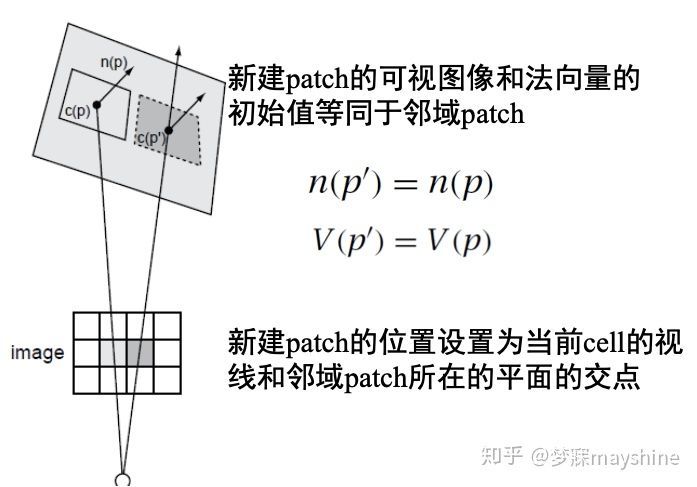 n(p)
c(p)
c(p')
新建patch的可视图像和法向量的
初始值等同于邻域patch
n(p′) = n(p)
V(p′) = V(p)
image
新建patch的位置设置为当前cell的视
线和邻域patch所在的平面的交点
知乎 @梦寐mayshine